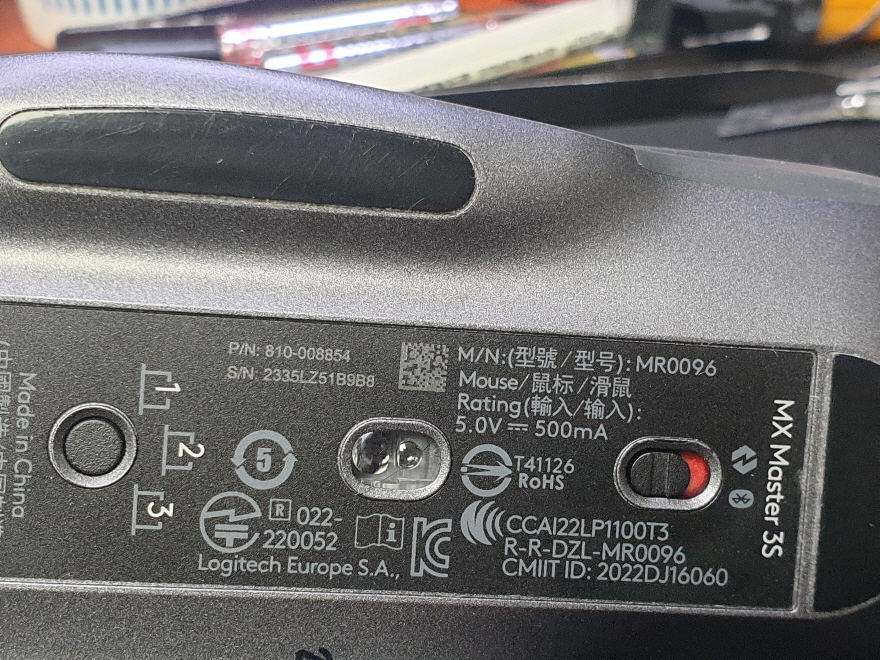 P/N: 810-008854
S/N: 2335LZ51B9B8
M/N:(型號/型号): MR0096
Mouse/鼠标/滑鼠
Rating(輸入/输入):
5.0V ⎓ 500mA
T41126
RoHS
5
R 022-
220052
Logitech Europe S.A.,
CCAI22LP1100T3
R-R-DZL-MR0096
CMIIT ID: 2022DJ16060
MX Master 3S
1
2
3
Made in China